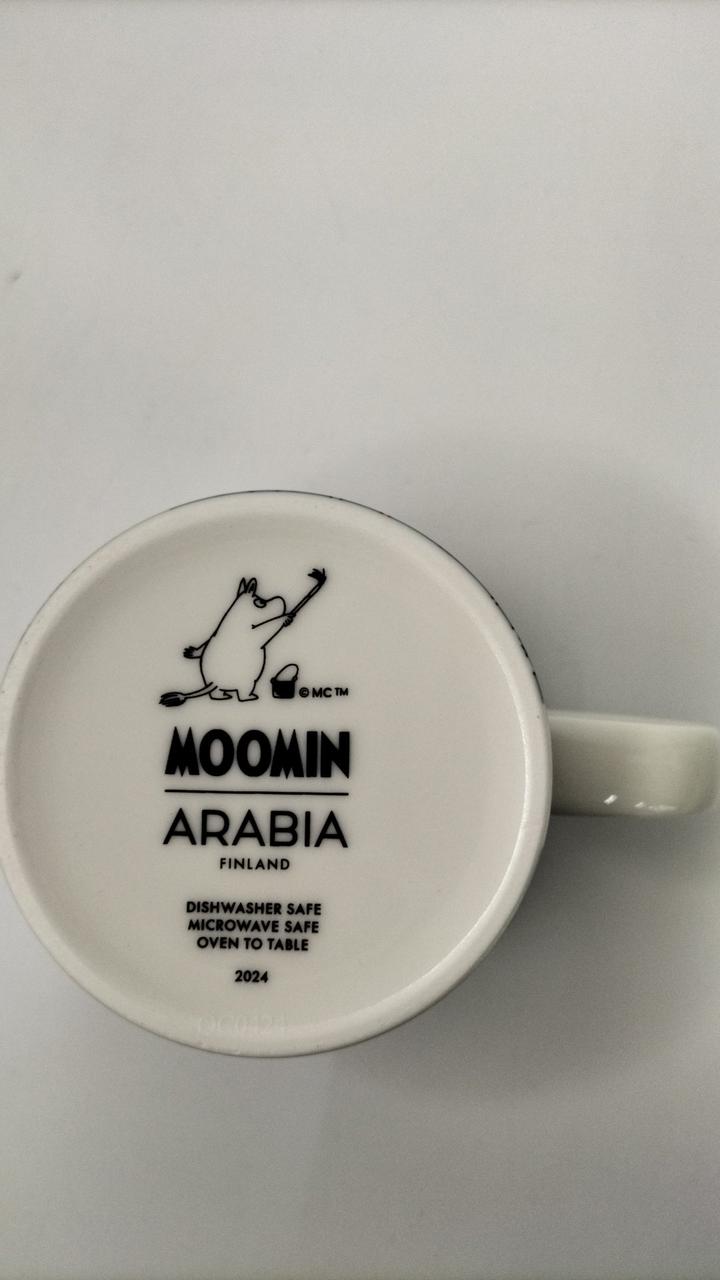 © MC ™
MOOMIN
ARABIA
FINLAND
DISHWASHER SAFE
MICROWAVE SAFE
OVEN TO TABLE
2024